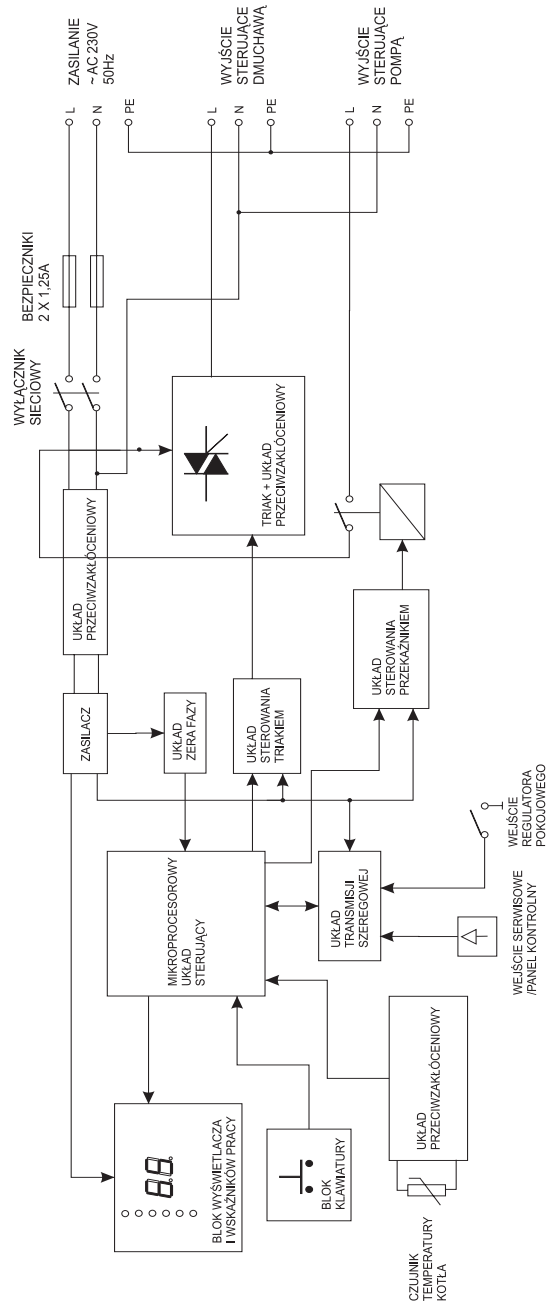 ZASILANIE
~ AC 230V
50Hz
L
N
PE
WYJŚCIE
STERUJĄCE
DMUCHAWĄ
L
N
PE
WYJŚCIE
STERUJĄCE
POMPĄ
L
N
PE
BEZPIECZNIKI
2 X 1,25A
WYŁĄCZNIK
SIECIOWY
UKŁAD
PRZECIWZAKŁÓCENIOWY
TRIAK + UKŁAD
PRZECIWZAKŁÓCENIOWY
ZASILACZ
UKŁAD
ZERA FAZY
UKŁAD
STEROWANIA
TRIAKIEM
UKŁAD
STEROWANIA
PRZEKAŹNIKIEM
MIKROPROCESOROWY
UKŁAD
STERUJĄCY
UKŁAD
TRANSMISJI
SZEREGOWEJ
WEJŚCIE
REGULATORA
POKOJOWEGO
WEJŚCIE SERWISOWE
/PANEL KONTROLNY
8.8.
BLOK WYŚWIETLACZA
I WSKAŹNIKÓW PRACY
BLOK
KLAWIATURY
UKŁAD
PRZECIWZAKŁÓCENIOWY
CZUJNIK
TEMPERATURY
KOTŁA